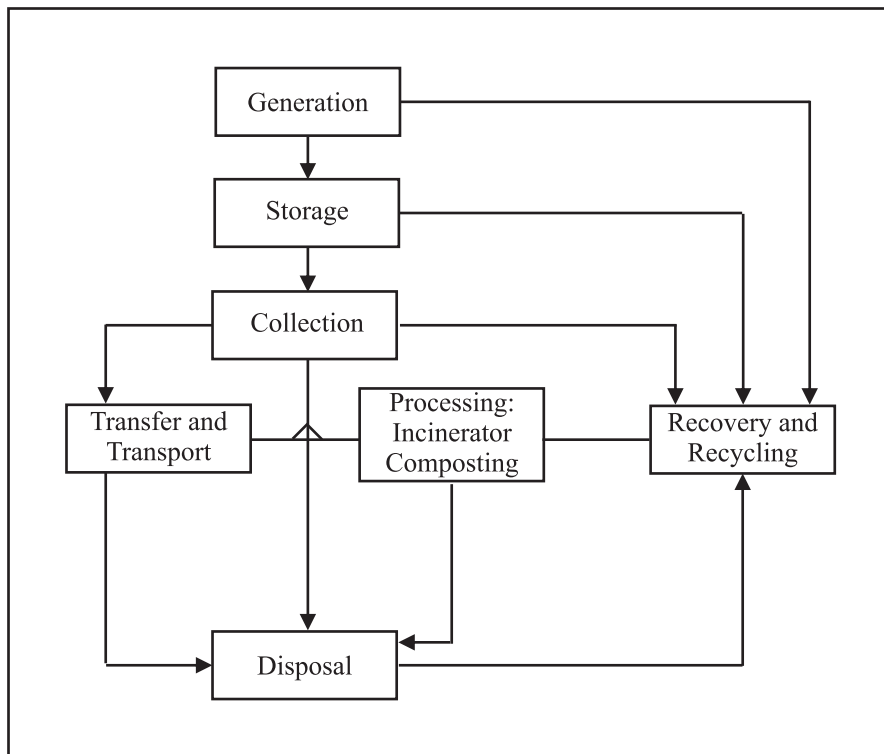 Generation
Storage
Collection
Transfer and
Transport
Processing:
Incinerator
Composting
Recovery and
Recycling
Disposal